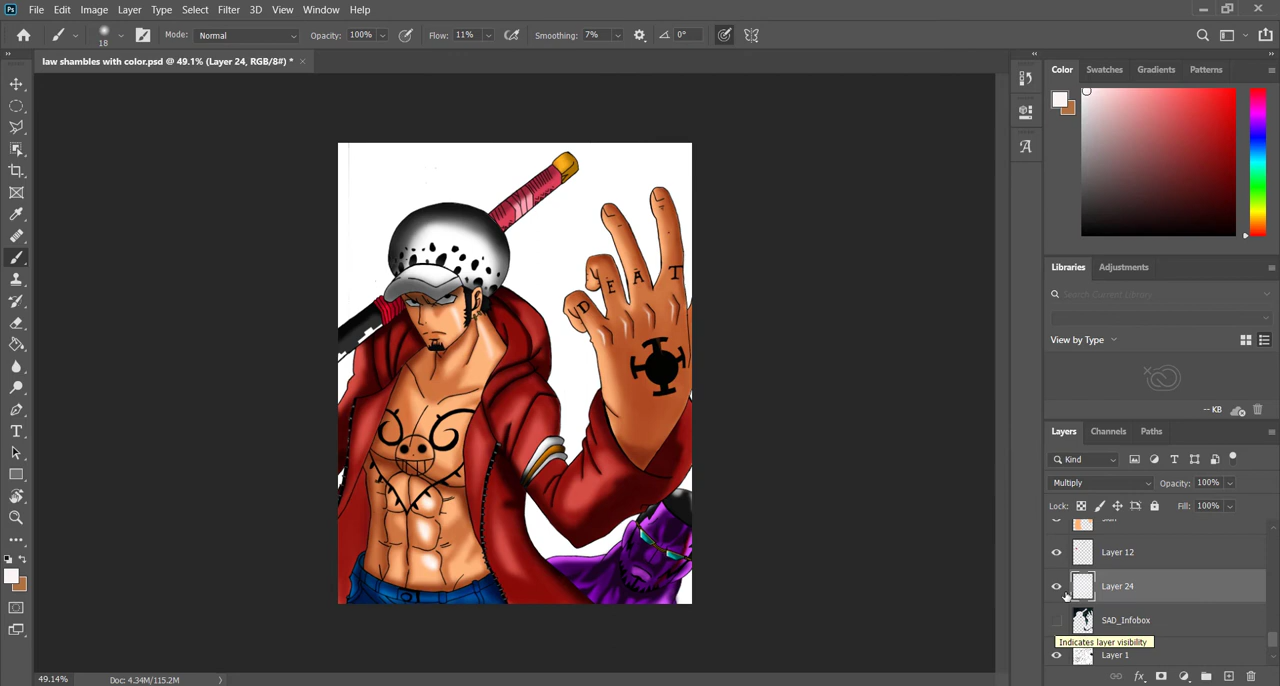 Ps File Edit Image Layer Type Select Filter 3D View Window Help
18 Mode: Normal Opacity: 100% Flow: 11% Smoothing: 7% 0°
law shambles with color.psd @ 49.1% (Layer 24, RGB/8#) * ×
Color Swatches Gradients Patterns
Libraries Adjustments
Search Current Library
View by Type
-- KB
Layers Channels Paths
Kind
Multiply Opacity: 100%
Lock: Fill: 100%
Layer 12
Layer 24
SAD_Infobox
Indicates layer visibility
Layer 1
D E A T
49.14% Doc: 4.34M/115.2M